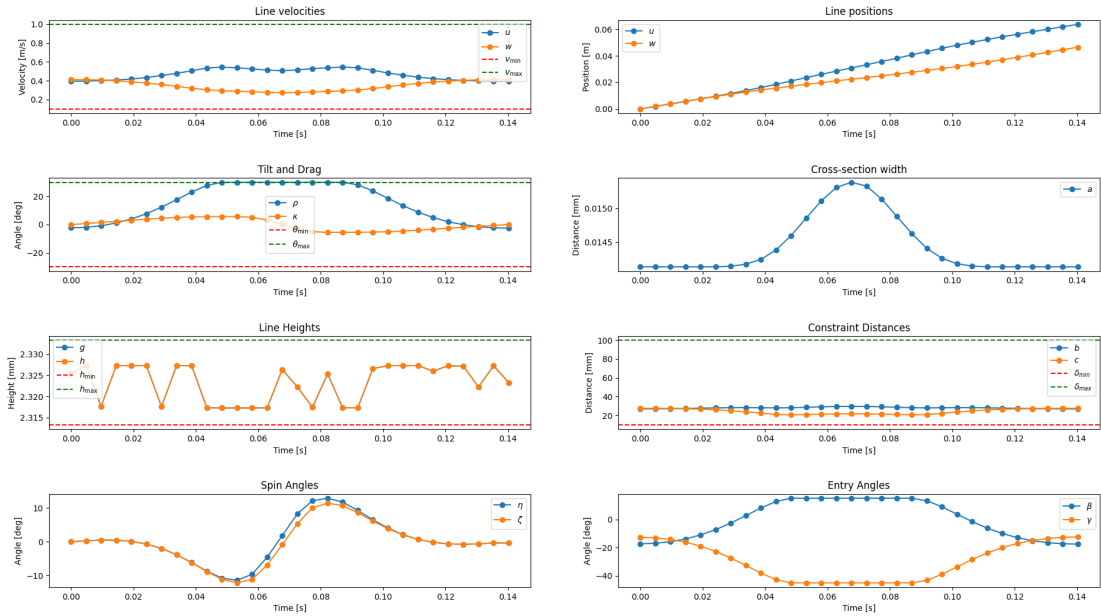 Line velocities
Velocity [m/s]
1.0
0.8
0.6
0.4
0.2
0.00 0.02 0.04 0.06 0.08 0.10 0.12 0.14
Time [s]
u
w
v_min
v_max
Line positions
Position [m]
0.06
0.04
0.02
0.00
0.00 0.02 0.04 0.06 0.08 0.10 0.12 0.14
Time [s]
u
w
Tilt and Drag
Angle [deg]
20
0
−20
0.00 0.02 0.04 0.06 0.08 0.10 0.12 0.14
Time [s]
ρ
κ
θ_min
θ_max
Cross-section width
Distance [mm]
0.0150
0.0145
0.00 0.02 0.04 0.06 0.08 0.10 0.12 0.14
Time [s]
a
Line Heights
Height [mm]
2.330
2.325
2.320
2.315
0.00 0.02 0.04 0.06 0.08 0.10 0.12 0.14
Time [s]
g
h
h_min
h_max
Constraint Distances
Distance [mm]
100
80
60
40
20
0.00 0.02 0.04 0.06 0.08 0.10 0.12 0.14
Time [s]
b
c
δ_min
δ_max
Spin Angles
Angle [deg]
10
0
−10
0.00 0.02 0.04 0.06 0.08 0.10 0.12 0.14
Time [s]
η
ζ
Entry Angles
Angle [deg]
0
−20
−40
0.00 0.02 0.04 0.06 0.08 0.10 0.12 0.14
Time [s]
β
γ